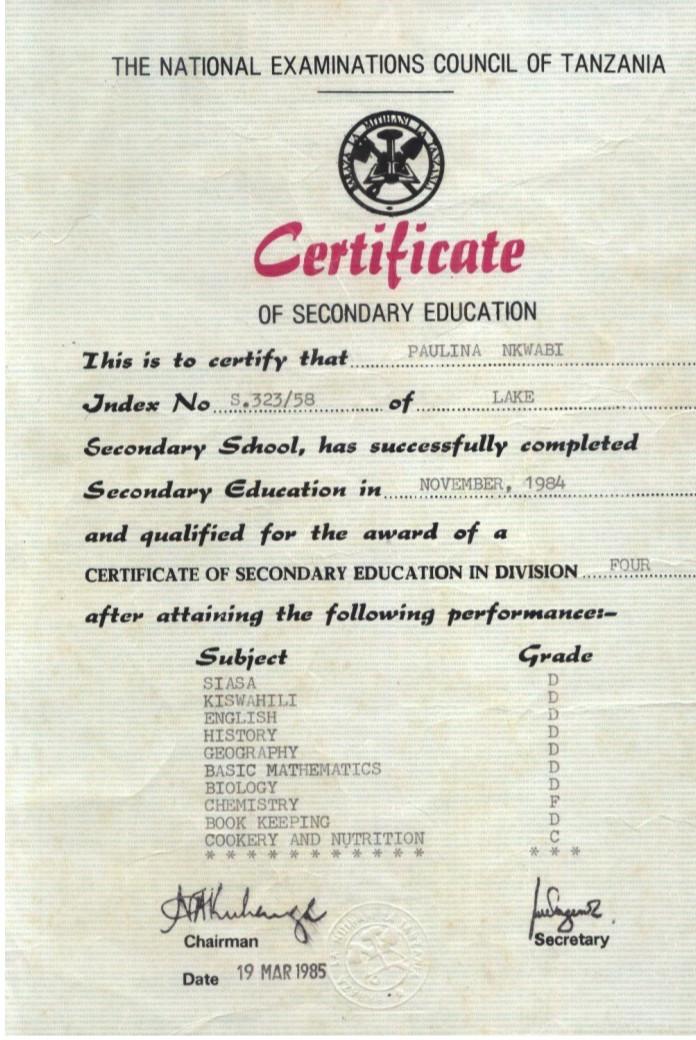 THE NATIONAL EXAMINATIONS COUNCIL OF TANZANIA
BARAZA LA MITIHANI LA TANZANIA
Certificate
OF SECONDARY EDUCATION
This is to certify that PAULINA NKWABI
Index No S.323/58 of LAKE
Secondary School, has successfully completed
Secondary Education in NOVEMBER, 1984
and qualified for the award of a
CERTIFICATE OF SECONDARY EDUCATION IN DIVISION FOUR
after attaining the following performance:-
Subject Grade
SIASA D
KISWAHILI D
ENGLISH D
HISTORY D
GEOGRAPHY D
BASIC MATHEMATICS D
BIOLOGY D
CHEMISTRY F
BOOK KEEPING D
COOKERY AND NUTRITION C
* * * * * * * * * * * * * *
Chairman Secretary
Date 19 MAR 1985